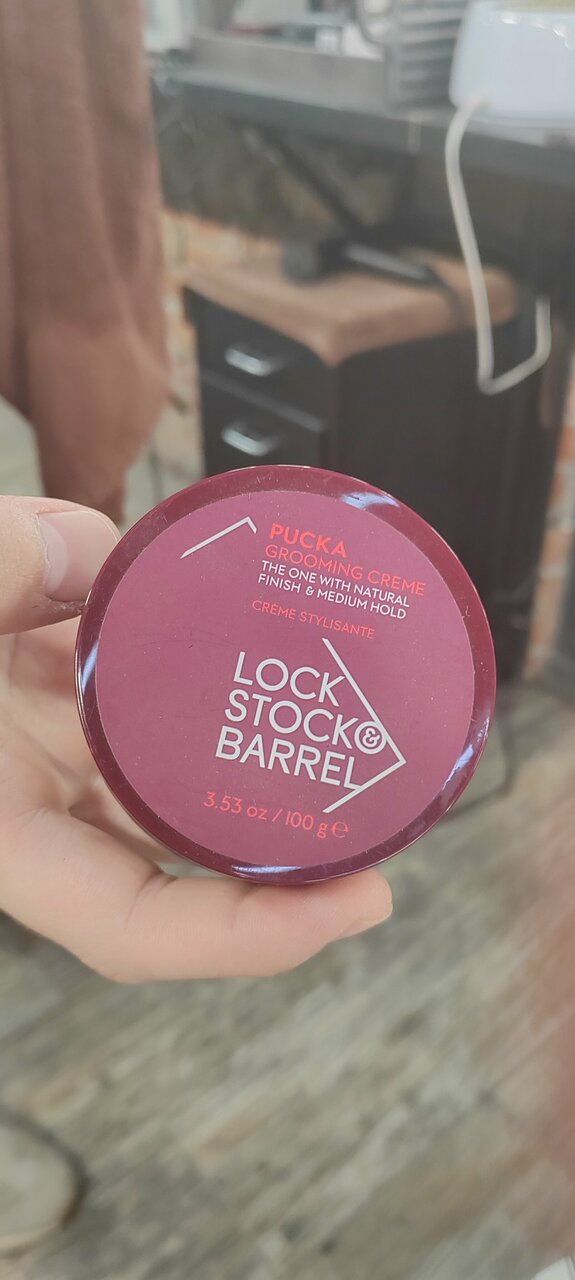 PUCKA
GROOMING CREME
THE ONE WITH NATURAL
FINISH & MEDIUM HOLD
CRÈME STYLISANTE
LOCK
STOCK &
BARREL
3.53 oz / 100 g ℮